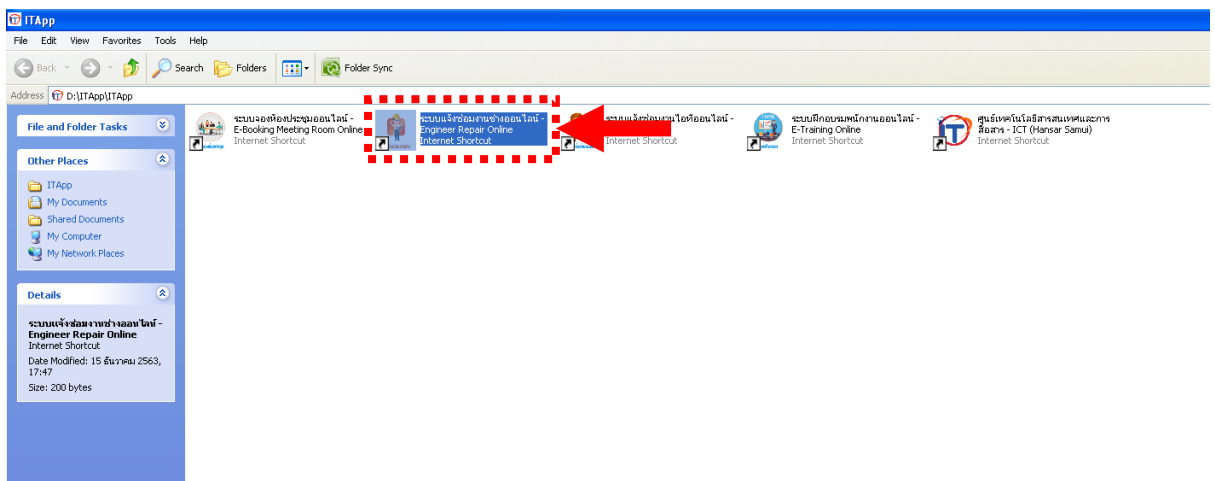 ITApp
File Edit View Favorites Tools Help
Back Search Folders Folder Sync
Address D:\ITApp\ITApp
File and Folder Tasks
Other Places
ITApp
My Documents
Shared Documents
My Computer
My Network Places
Details
ระบบแจ้งซ่อมงานช่างออนไลน์ -
Engineer Repair Online
Internet Shortcut
Date Modified: 15 ธันวาคม 2563,
17:47
Size: 200 bytes
ระบบจองห้องประชุมออนไลน์ -
E-Booking Meeting Room Online
Internet Shortcut
ระบบแจ้งซ่อมงานช่างออนไลน์ -
Engineer Repair Online
Internet Shortcut
ระบบแจ้งซ่อมงานไอทีออนไลน์ -
Internet Shortcut
ระบบฝึกอบรมพนักงานออนไลน์ -
E-Training Online
Internet Shortcut
ศูนย์เทคโนโลยีสารสนเทศและการ
สื่อสาร - ICT (Hansar Samui)
Internet Shortcut